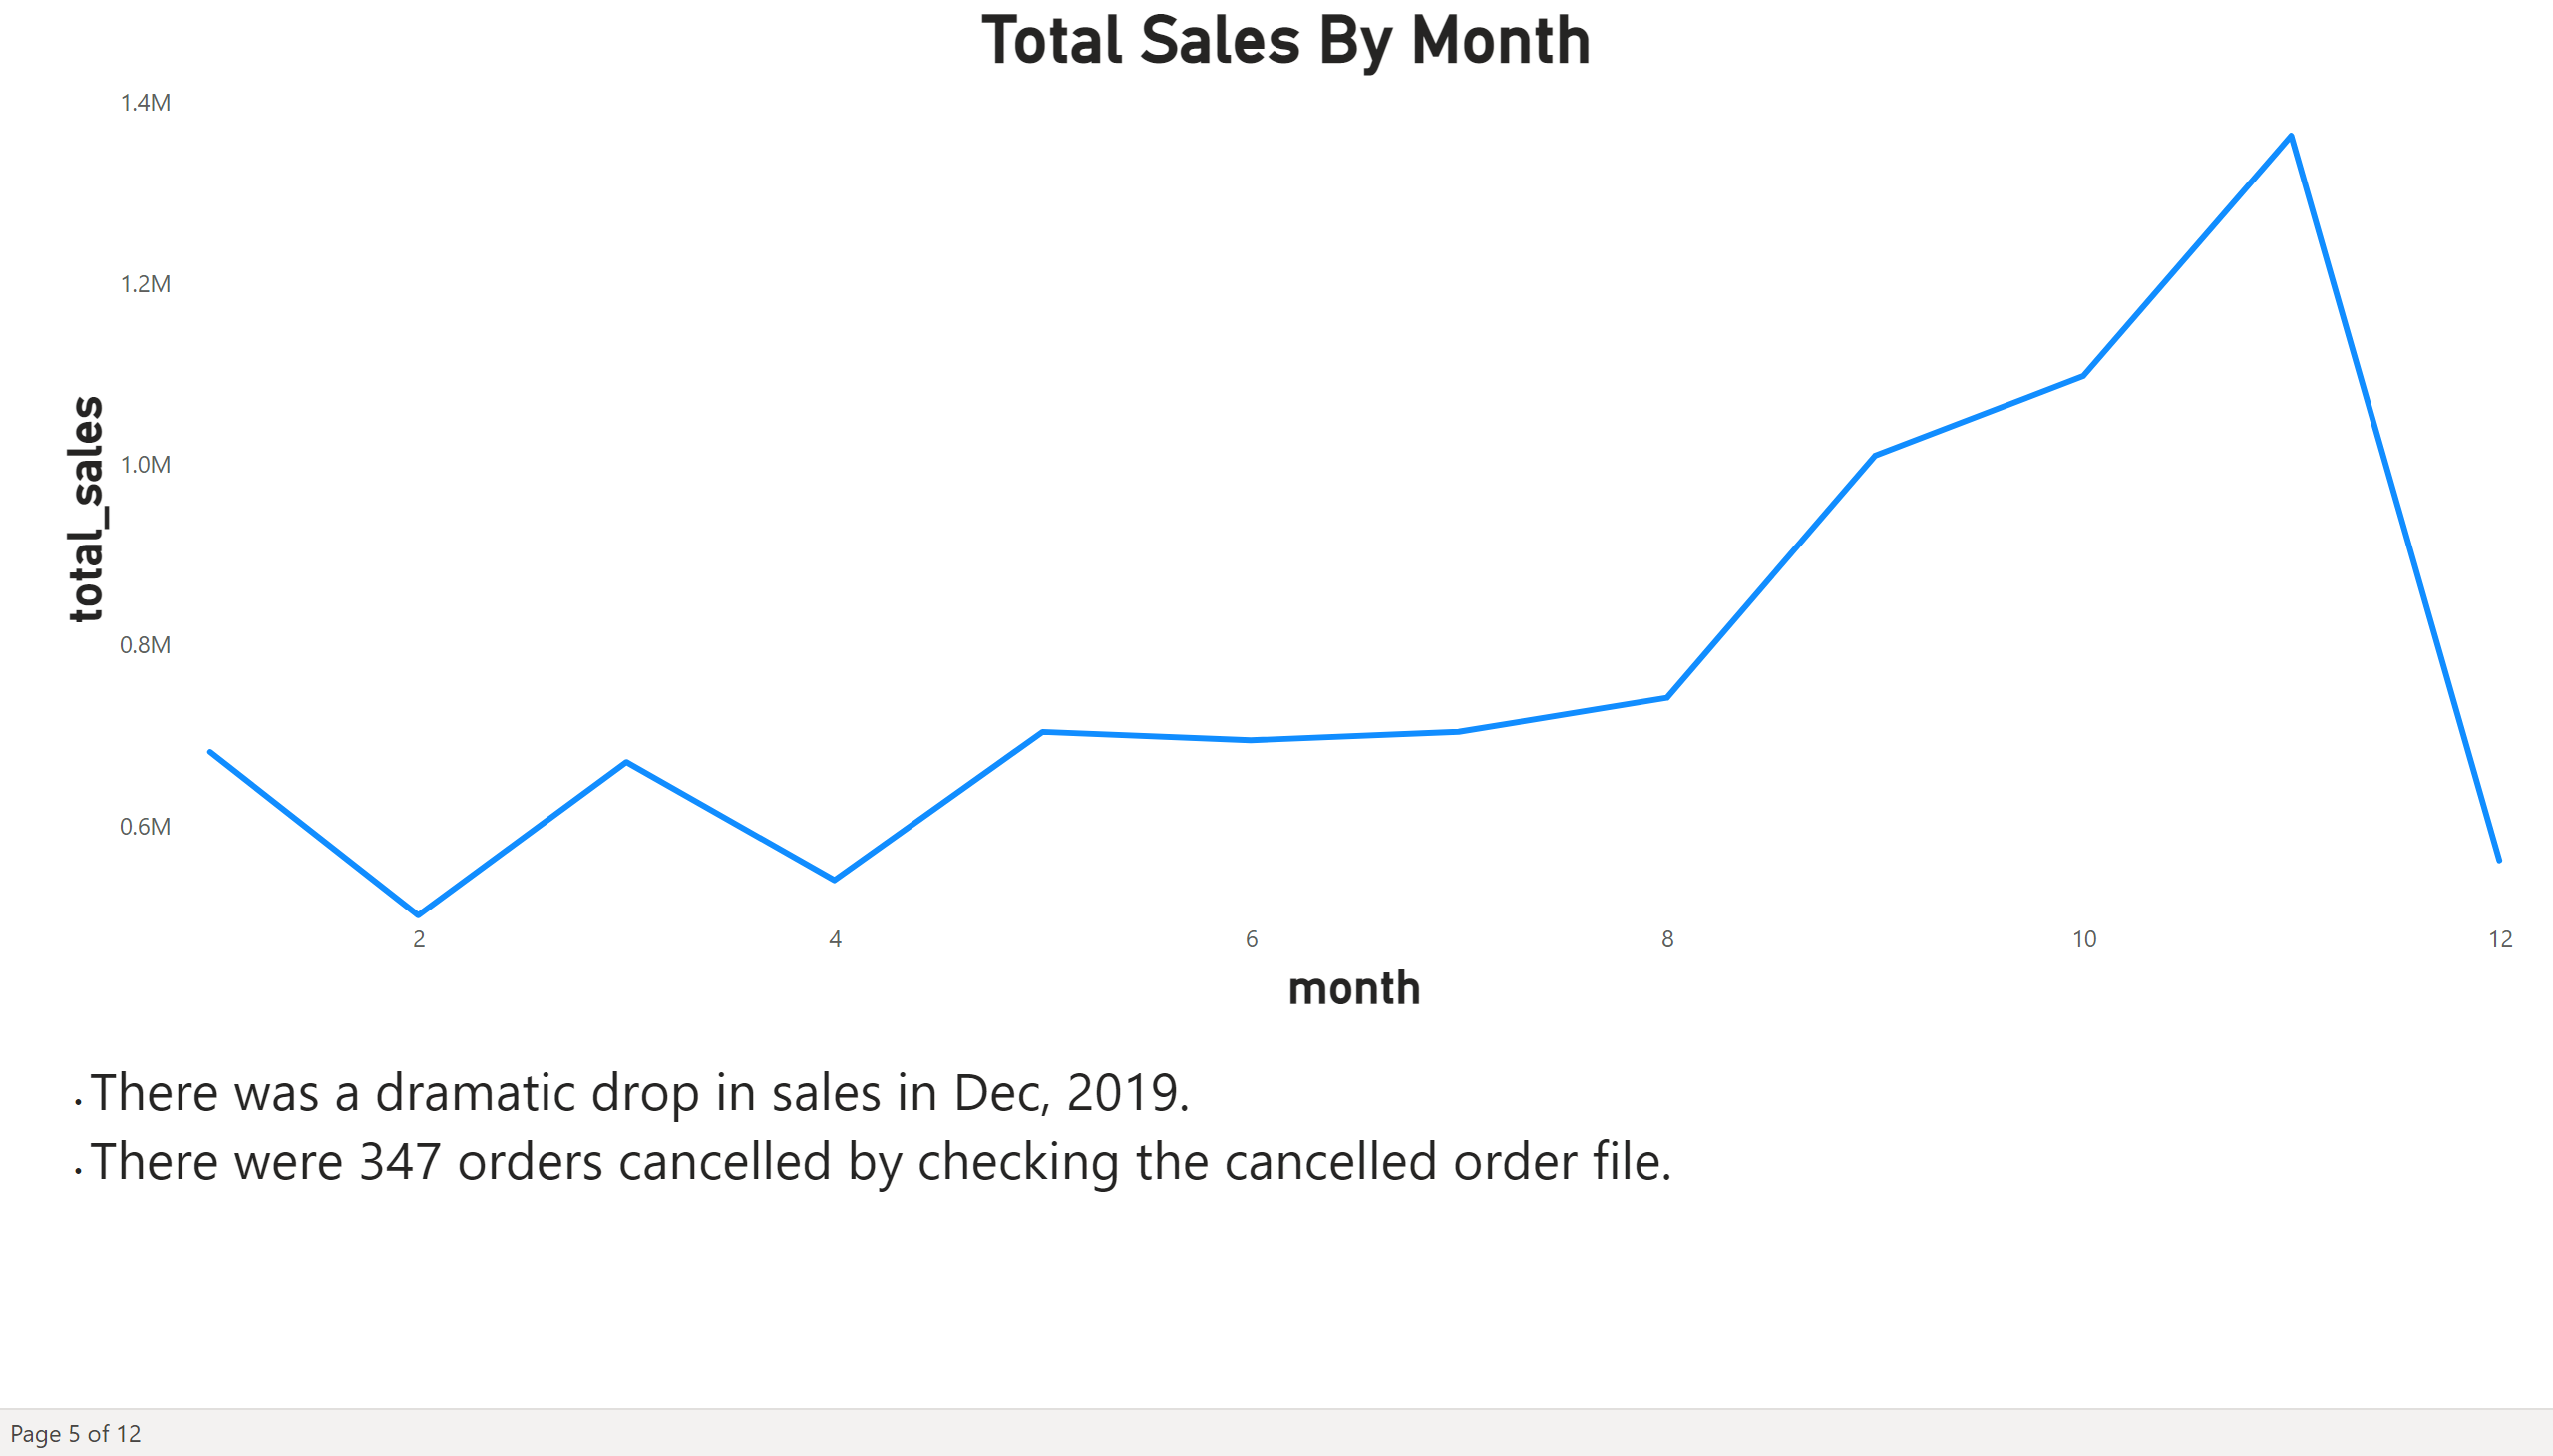 Total Sales By Month
1.4M
1.2M
1.0M
0.8M
0.6M
total_sales
2 4 6 8 10 12
month
· There was a dramatic drop in sales in Dec, 2019.
· There were 347 orders cancelled by checking the cancelled order file.
Page 5 of 12